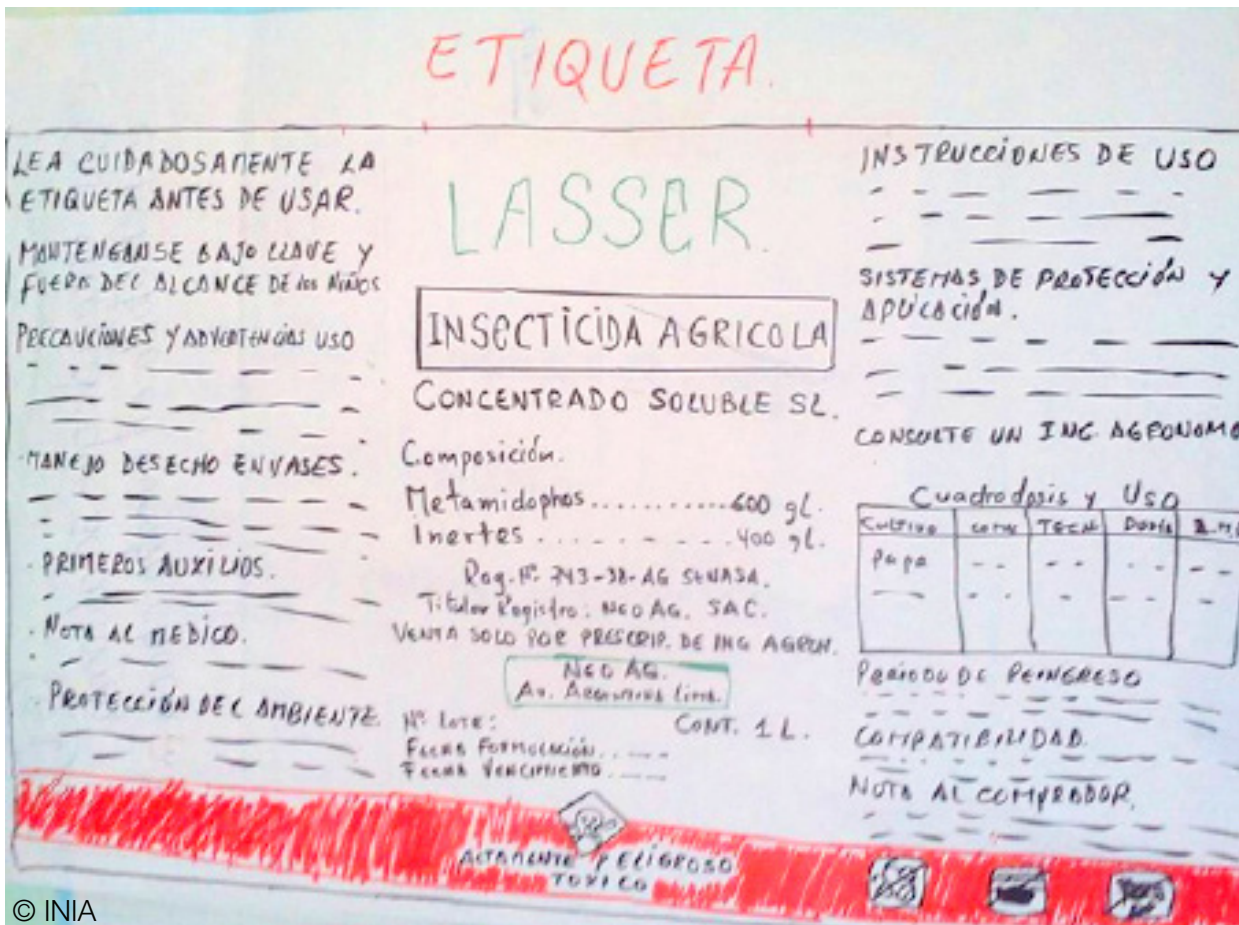 ETIQUETA.
LEA CUIDADOSAMENTE LA
ETIQUETA ANTES DE USAR.
MANTENGANSE BAJO LLAVE Y
FUERA DEL ALCANCE DE los NIÑOS
PRECAUCIONES Y ADVERTENCIAS USO
MANEJO DESECHO ENVASES.
PRIMEROS AUXILIOS.
NOTA AL MEDICO.
PROTECCIÓN DEL AMBIENTE
LASSER.
INSECTICIDA AGRICOLA
CONCENTRADO SOLUBLE SL.
Composición.
Metamidophos............600 gl.
Inertes.........400 gl.
Reg. Nº 743-98-AG SENASA.
Titular Registro: NEO AG. SAC.
VENTA SOLO POR PRESCRIP. DE ING AGRON.
NEO AG.
Av. Argentina Lima.
Nº LOTE: CONT. 1 L.
FECHA FORMULACIÓN.
FECHA VENCIMIENTO.
INSTRUCCIONES DE USO
SISTEMAS DE PROTECCIÓN Y
APLICACIÓN.
CONSULTE UN ING. AGRONOMO
Cuadro dosis y Uso
CULTIVO
Papa
PERIODO DE REINGRESO
COMPATIBILIDAD.
NOTA AL COMPRADOR.
ALTAMENTE PELIGROSO
TOXICO
© INIA